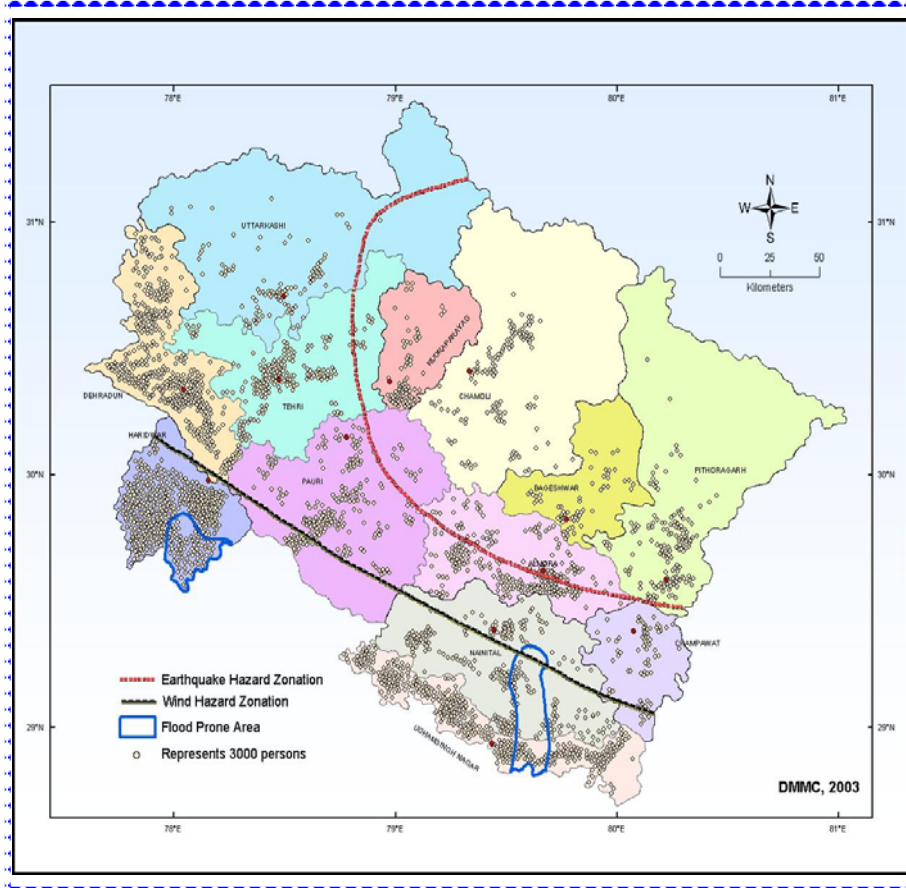 78°E 79°E 80°E 81°E
N
W E
S
31°N 31°N
UTTARKASHI
0 25 50
Kilometers
RUDRAPARAYAG
DEHRADUN
TEHRI
CHAMOLI
HARIDWAR
30°N 30°N
PAURI
BAGESHWAR
PITHORAGARH
ALMORA
CHAMPAWAT
NAINITAL
Earthquake Hazard Zonation
Wind Hazard Zonation
29°N 29°N
Flood Prone Area
UDHAMSINGH NAGAR
Represents 3000 persons
DMMC, 2003
78°E 79°E 80°E 81°E